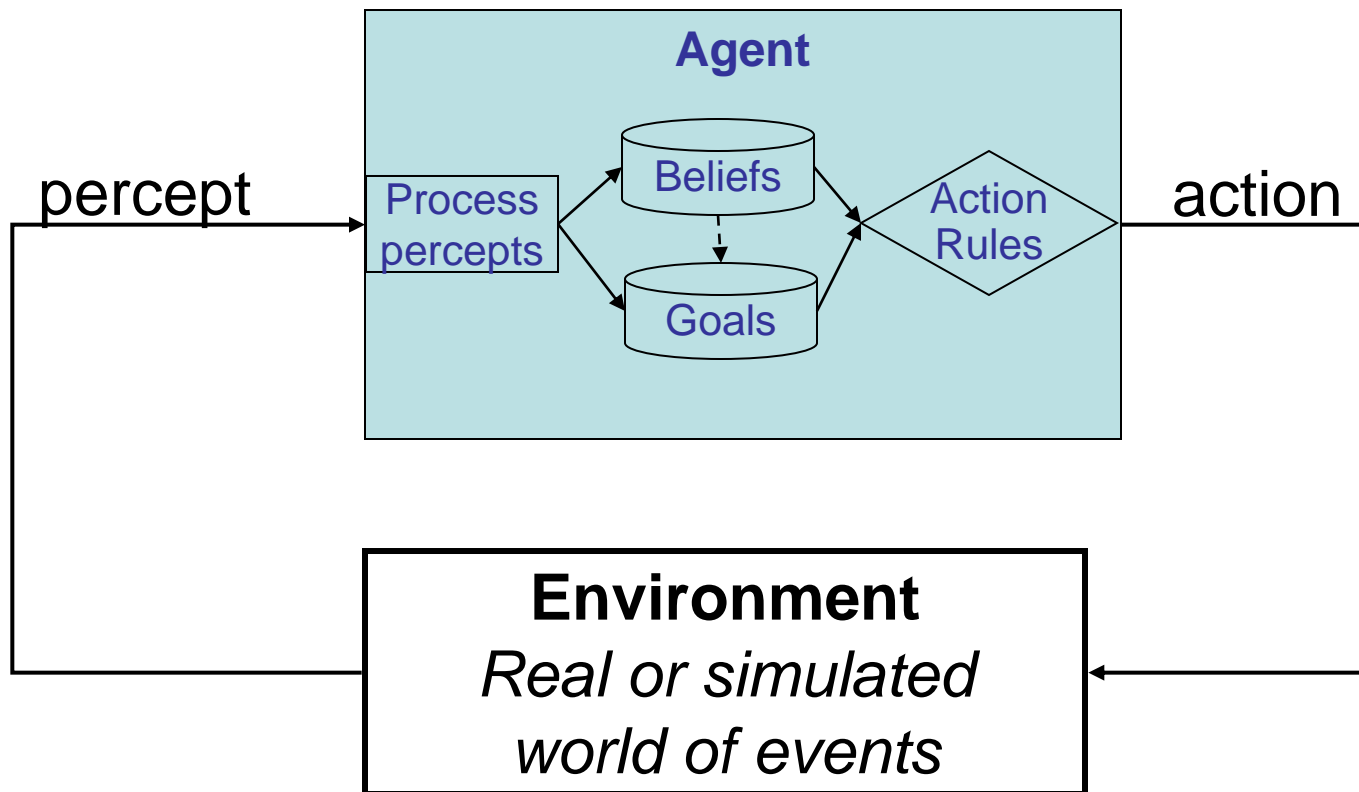 Agent
Beliefs
percept
Process
percepts
Action
Rules
action
Goals
Environment
Real or simulated
world of events